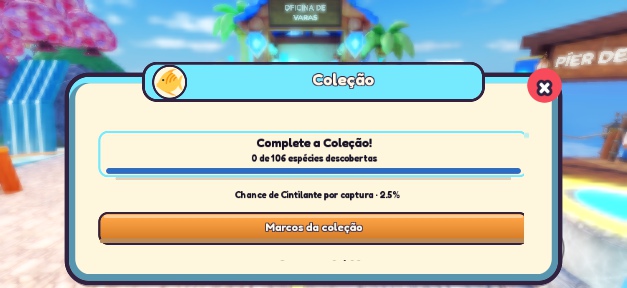 OFICINA DE
VARAS
PÍER DE
Coleção
Complete a Coleção!
0 de 106 espécies descobertas
Chance de Cintilante por captura · 2.5%
Marcos da coleção